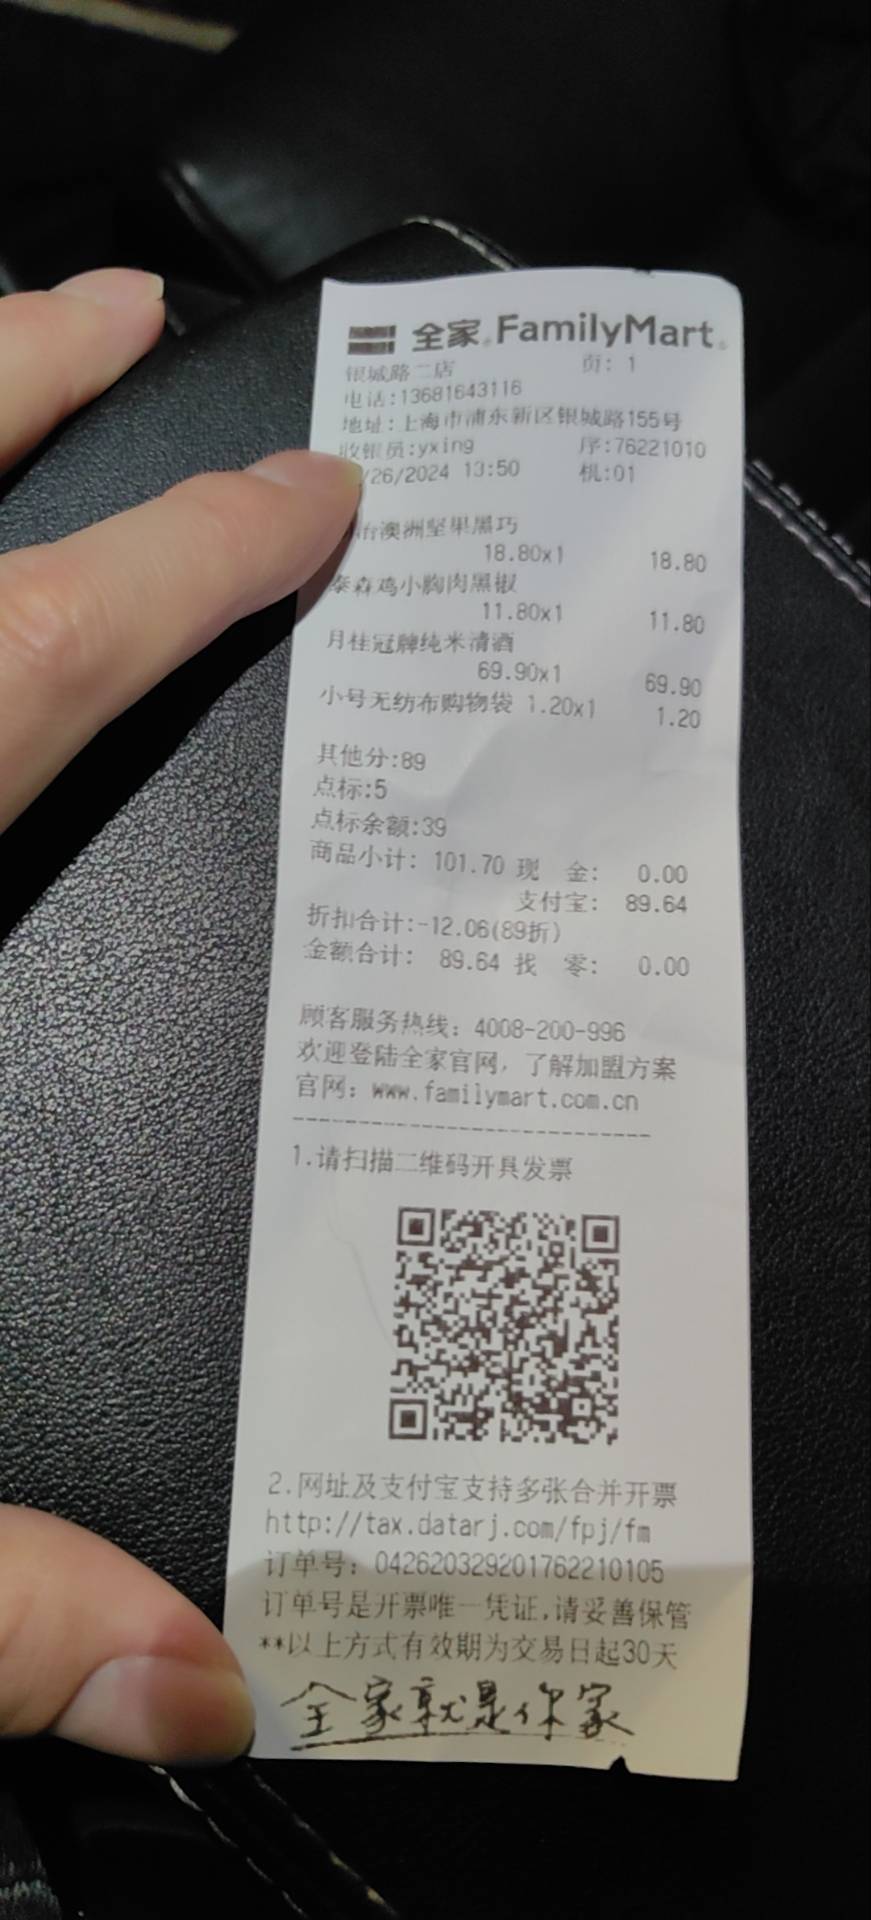 全家 FamilyMart
银城路二店 页: 1
电话:13681643116
地址:上海市浦东新区银城路155号
收银员:yxing 序:76221010
/26/2024 13:50 机:01
澳洲坚果黑巧
18.80x1 18.80
泰森鸡小胸肉黑椒
11.80x1 11.80
月桂冠牌纯米清酒
69.90x1 69.90
小号无纺布购物袋 1.20x1 1.20
其他分:89
点标:5
点标余额:39
商品小计: 101.70 现 金: 0.00
支付宝: 89.64
折扣合计:-12.06(89折)
金额合计: 89.64 找 零: 0.00
顾客服务热线: 4008-200-996
欢迎登陆全家官网, 了解加盟方案
官网: www.familymart.com.cn
1.请扫描二维码开具发票
2.网址及支付宝支持多张合并开票
http://tax.datarj.com/fpj/fm
订单号: 042620329201762210105
订单号是开票唯一凭证,请妥善保管
**以上方式有效期为交易日起30天
全家就是你家